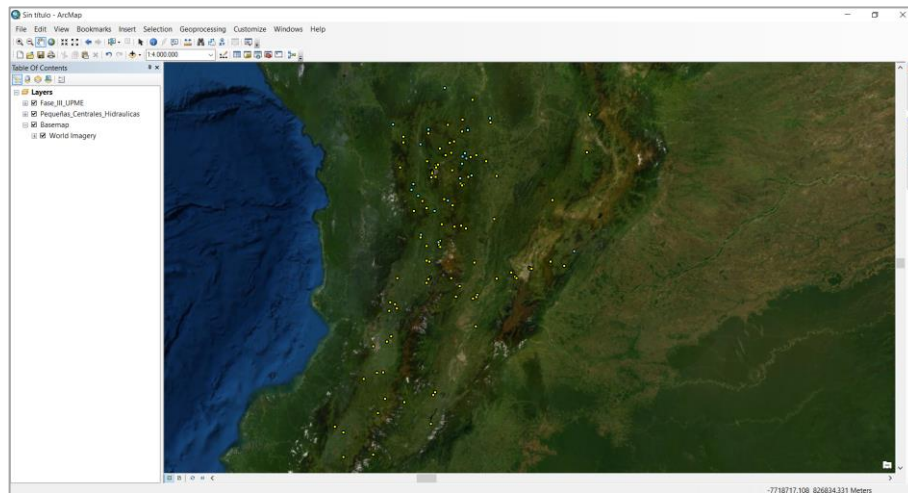 Sin título - ArcMap
File Edit View Bookmarks Insert Selection Geoprocessing Customize Windows Help
1:4.000.000
Table Of Contents
Layers
Fase_III_UPME
Pequeñas_Centrales_Hidraulicas
Basemap
World Imagery
-7718717,108 826834,331 Meters